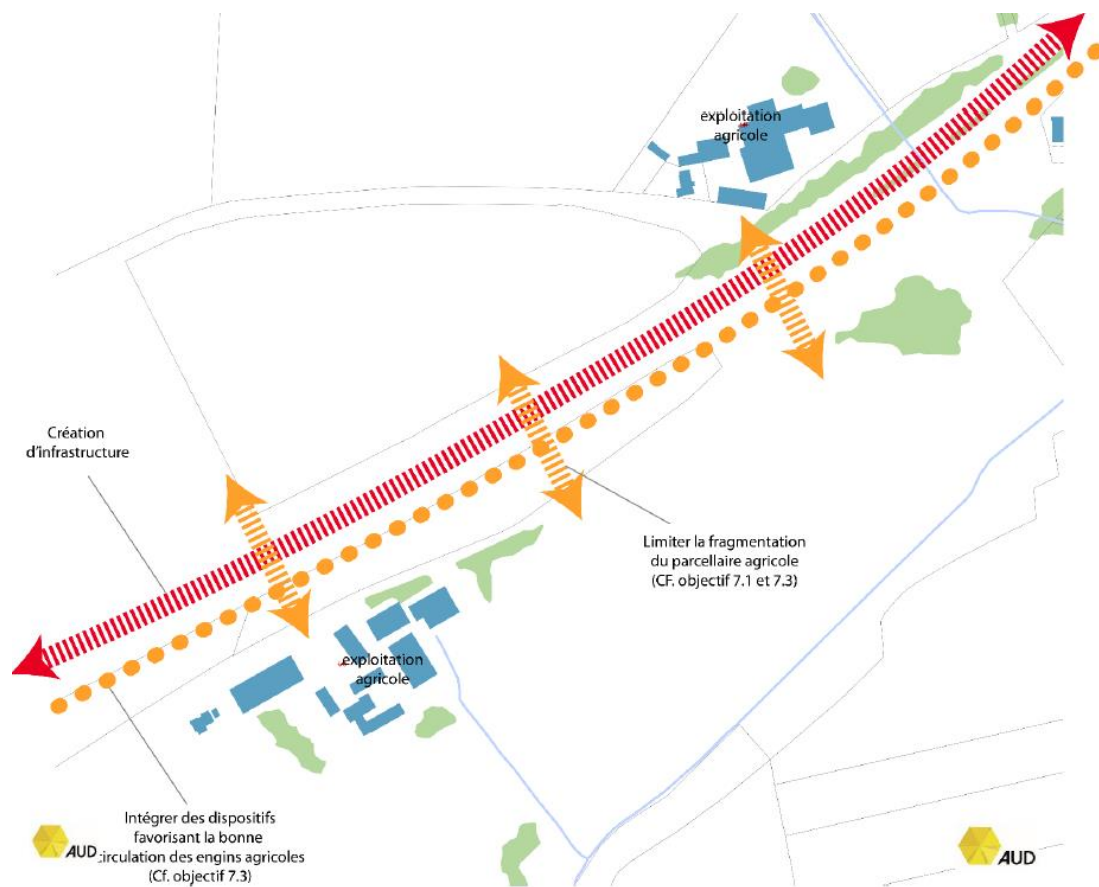 exploitation
agricole
Création
d'infrastructure
Limiter la fragmentation
du parcellaire agricole
(CF. objectif 7.1 et 7.3)
exploitation
agricole
Intégrer des dispositifs
favorisant la bonne
circulation des engins agricoles
(Cf. objectif 7.3)
AUD
AUD